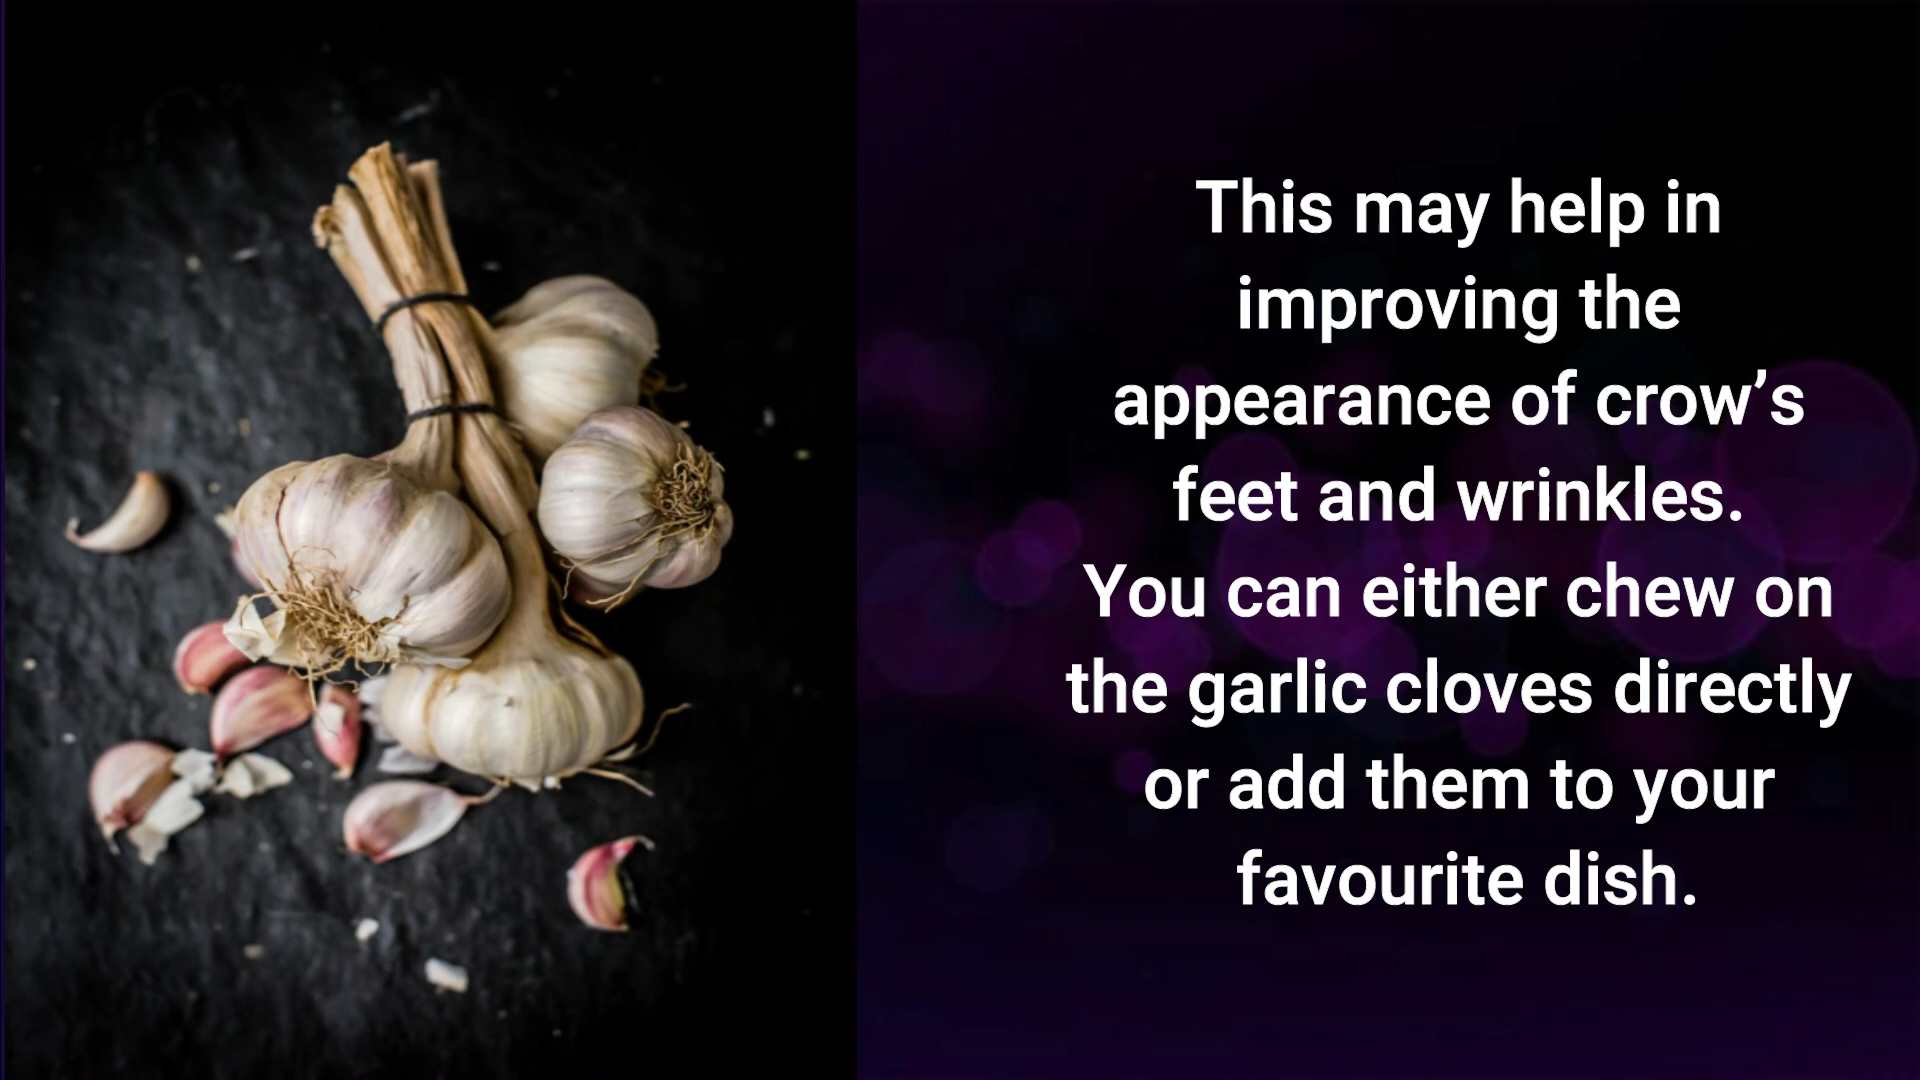 This may help in
improving the
appearance of crow’s
feet and wrinkles.
You can either chew on
the garlic cloves directly
or add them to your
favourite dish.